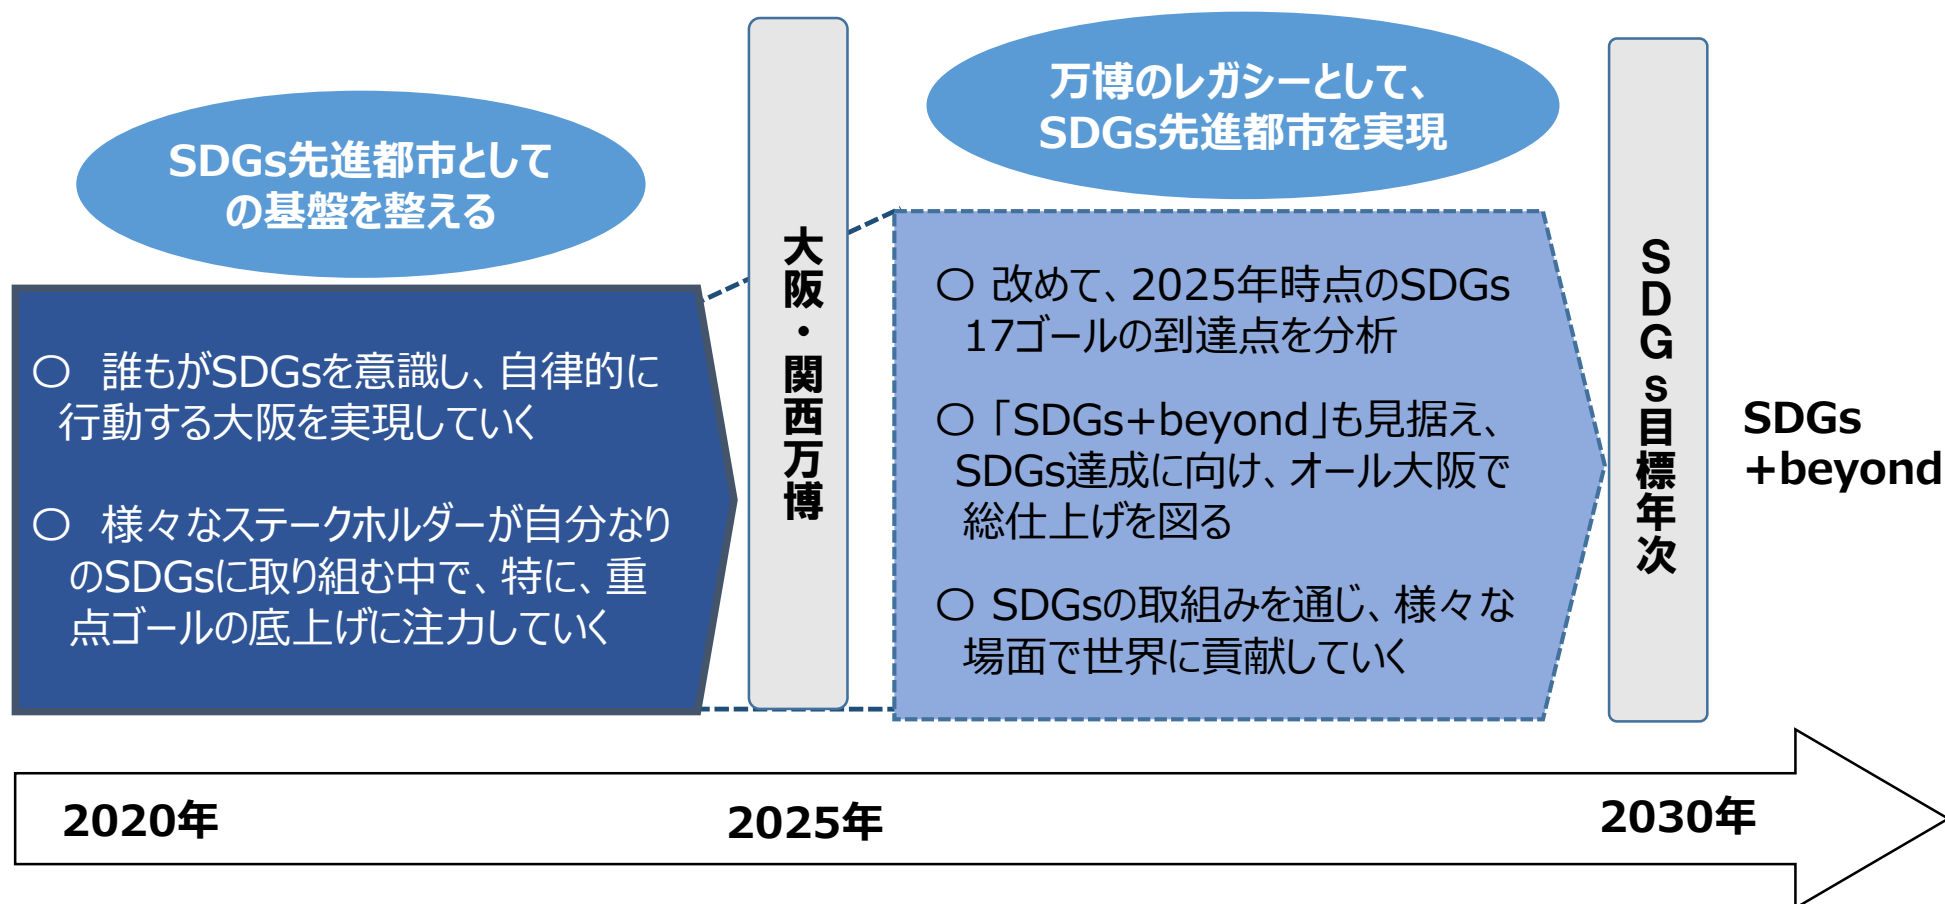 SDGs先進都市として
の基盤を整える
〇 誰もがSDGsを意識し、自律的に
行動する大阪を実現していく
〇 様々なステークホルダーが自分なり
のSDGsに取り組む中で、特に、重
点ゴールの底上げに注力していく
大阪・関西万博
万博のレガシーとして、
SDGs先進都市を実現
〇 改めて、2025年時点のSDGs
17ゴールの到達点を分析
〇「SDGs+beyond」も見据え、
SDGs達成に向け、オール大阪で
総仕上げを図る
〇 SDGsの取組みを通じ、様々な
場面で世界に貢献していく
SDGs目標年次
SDGs
+beyond
2020年
2025年
2030年